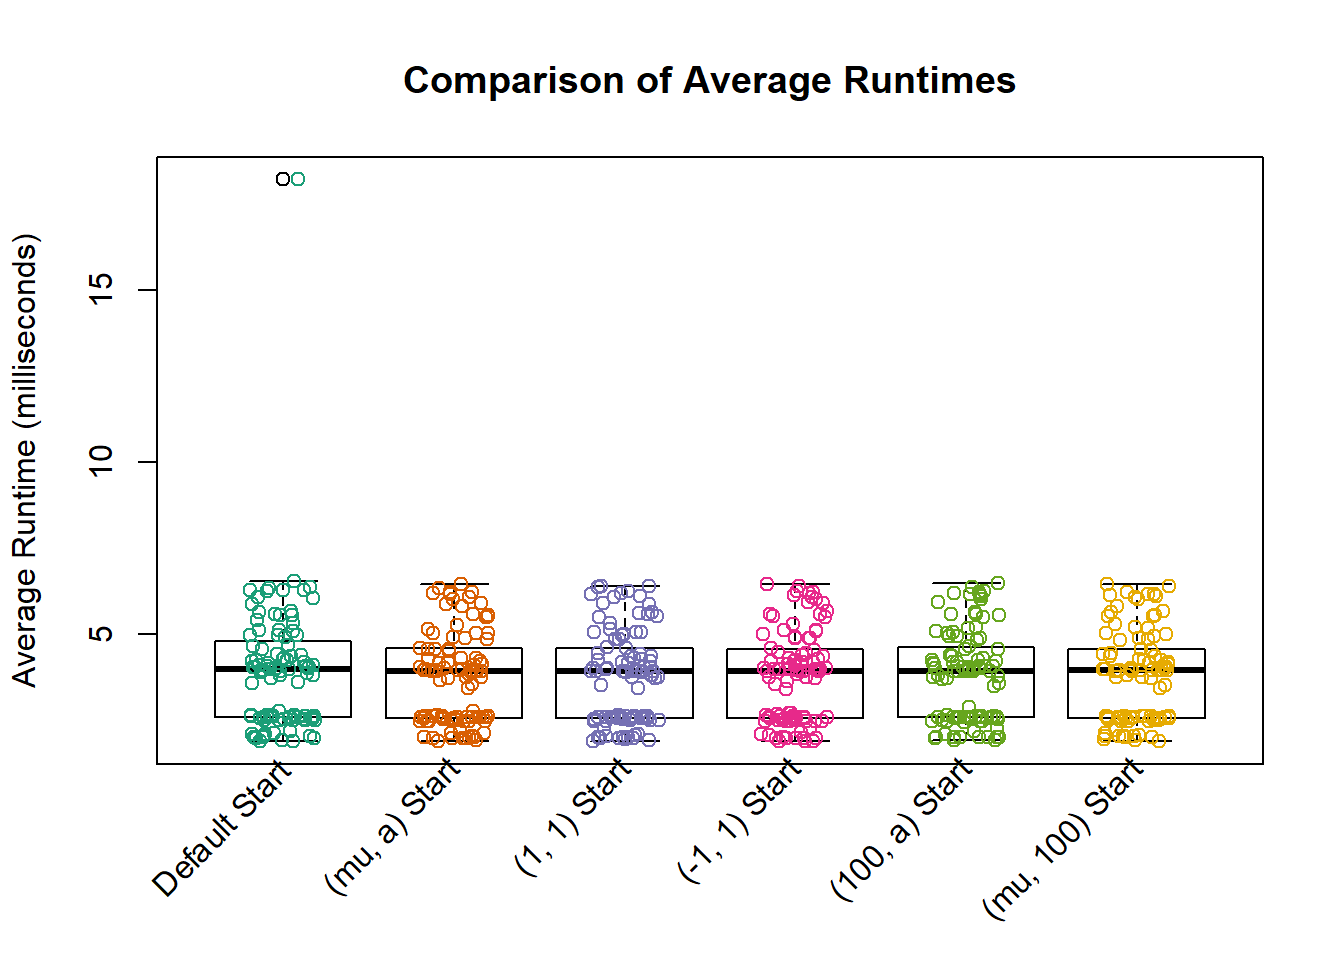 Comparison of Average Runtimes
Average Runtime (milliseconds)
15
10
5
Default Start
(mu, a) Start
(1, 1) Start
(-1, 1) Start
(100, a) Start
(mu, 100) Start